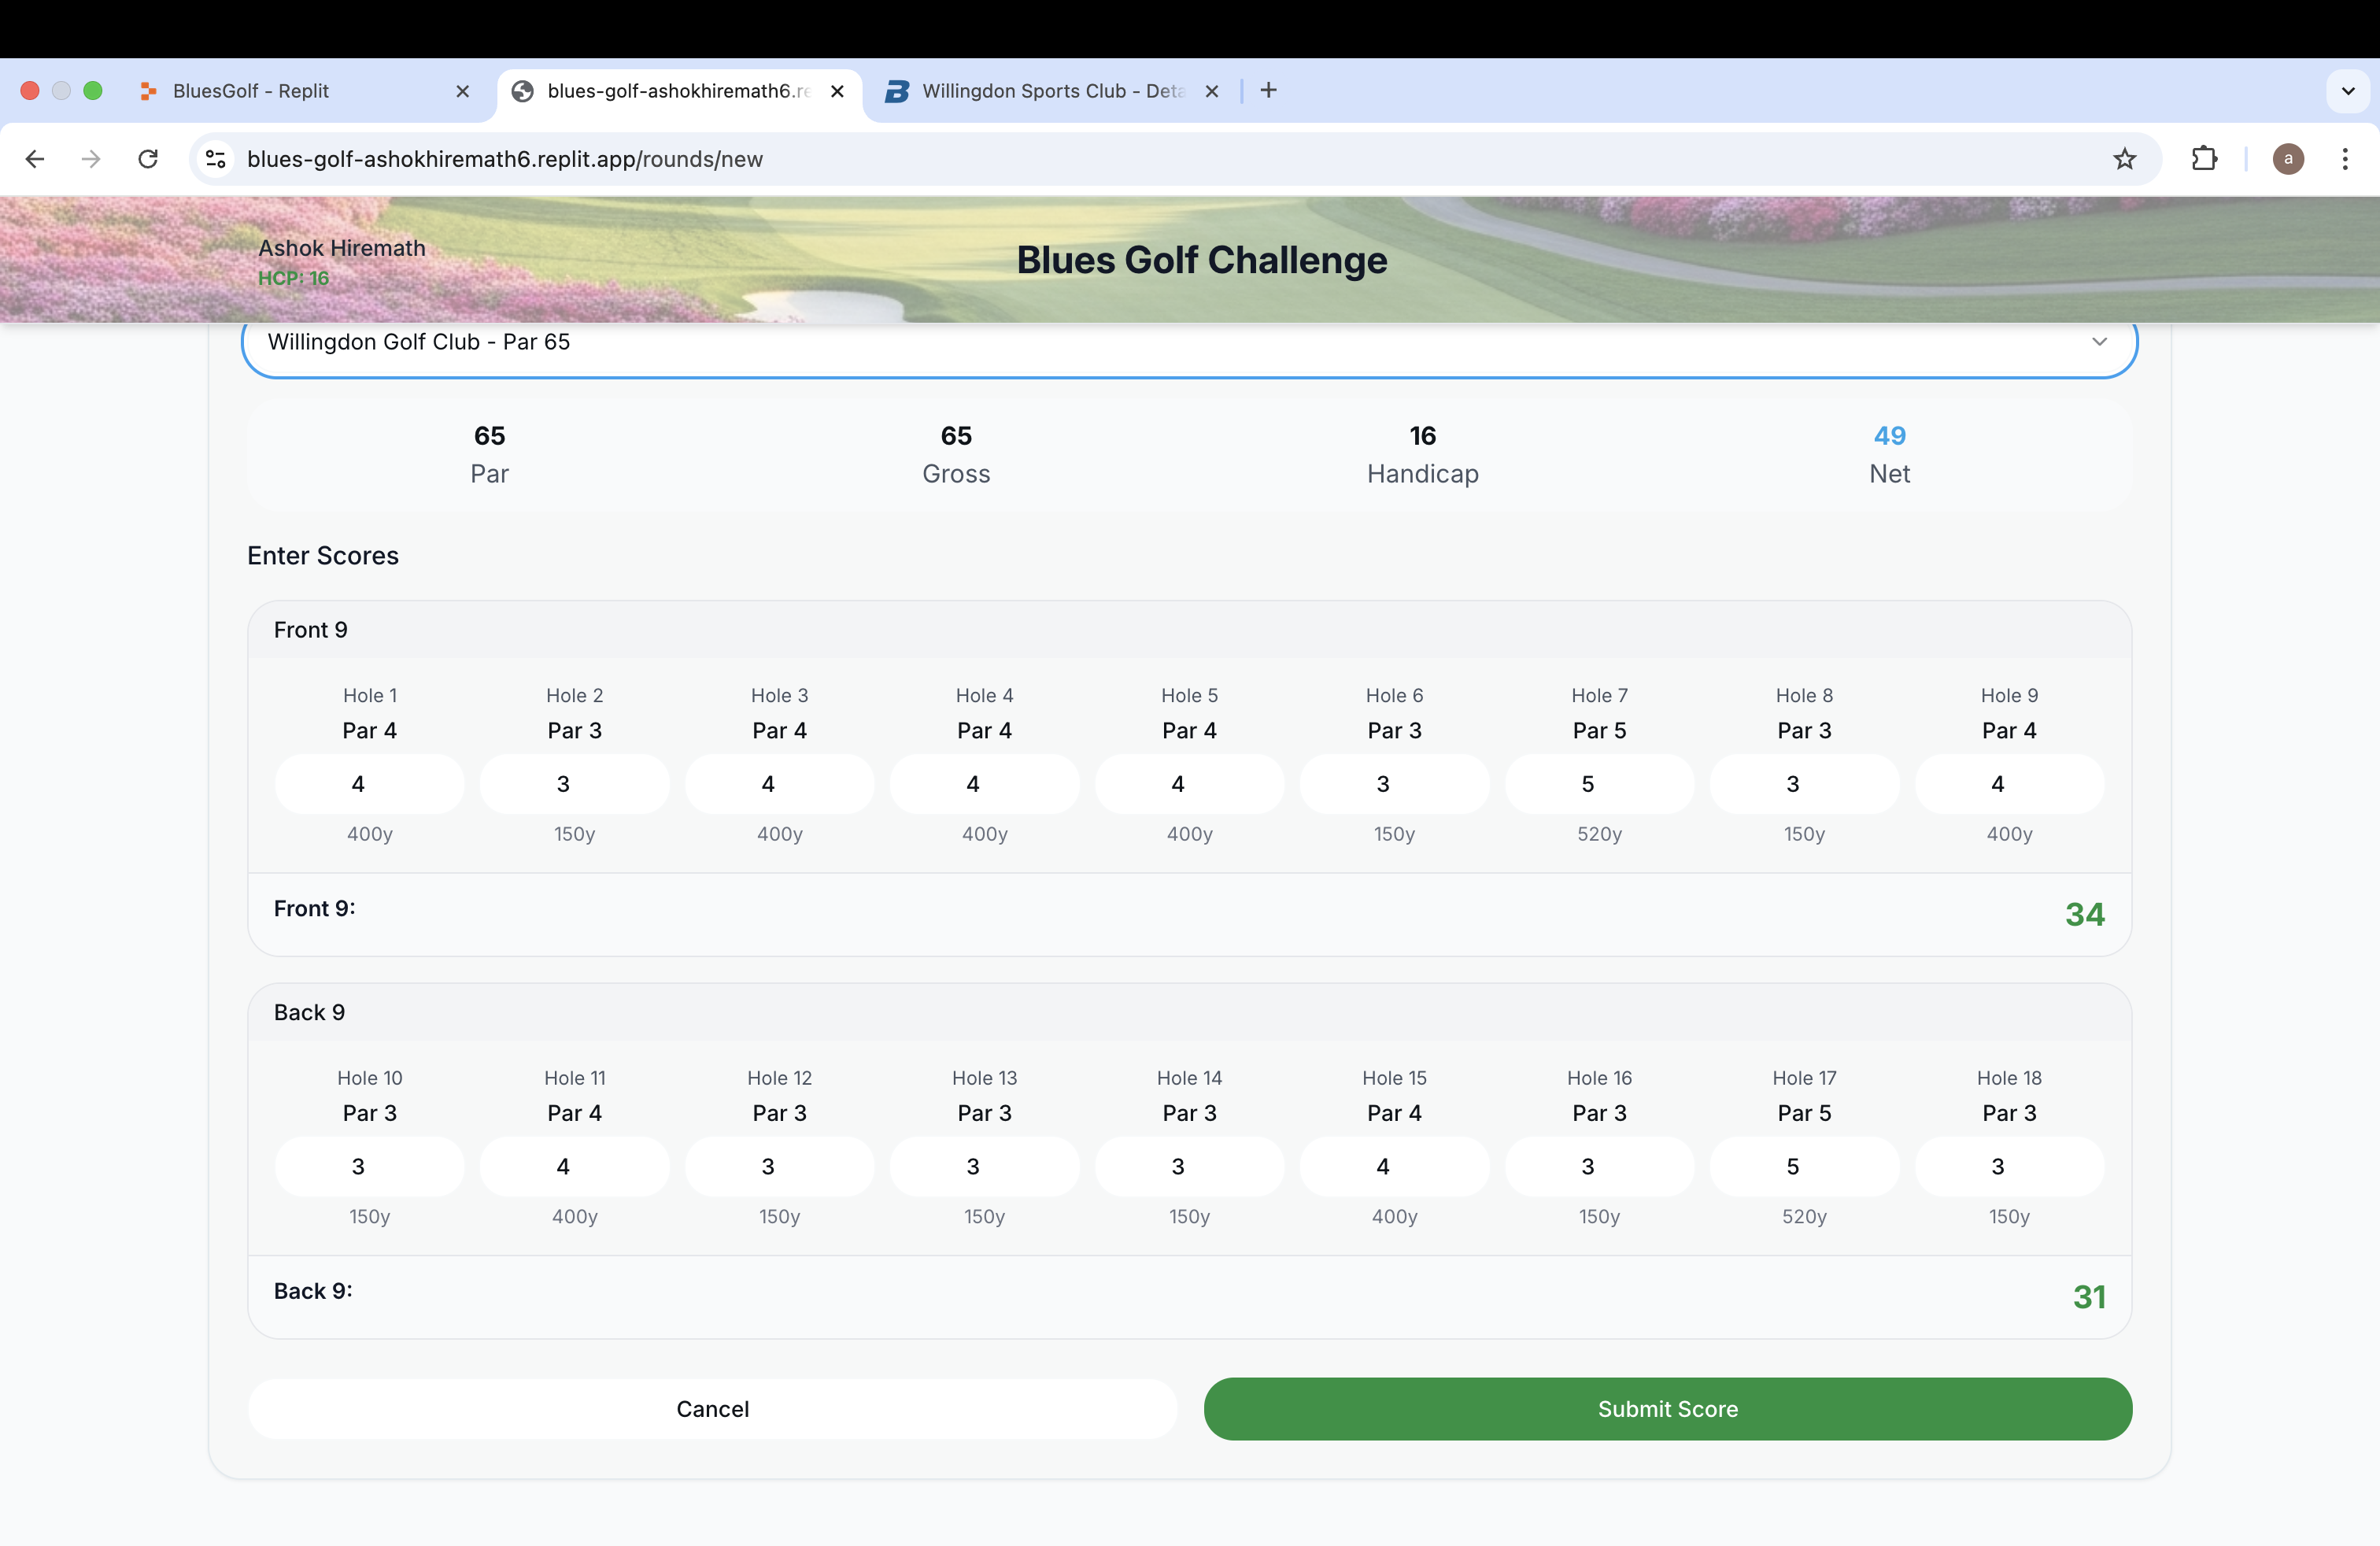 BluesGolf - Replit
blues-golf-ashokhiremath6.re
Willingdon Sports Club - Deta
blues-golf-ashokhiremath6.replit.app/rounds/new
a
Ashok Hiremath
HCP: 16
Blues Golf Challenge
Willingdon Golf Club - Par 65
65 65 16 49
Par Gross Handicap Net
Enter Scores
Front 9
Hole 1 Hole 2 Hole 3 Hole 4 Hole 5 Hole 6 Hole 7 Hole 8 Hole 9
Par 4 Par 3 Par 4 Par 4 Par 4 Par 3 Par 5 Par 3 Par 4
4 3 4 4 4 3 5 3 4
400y 150y 400y 400y 400y 150y 520y 150y 400y
Front 9: 34
Back 9
Hole 10 Hole 11 Hole 12 Hole 13 Hole 14 Hole 15 Hole 16 Hole 17 Hole 18
Par 3 Par 4 Par 3 Par 3 Par 3 Par 4 Par 3 Par 5 Par 3
3 4 3 3 3 4 3 5 3
150y 400y 150y 150y 150y 400y 150y 520y 150y
Back 9: 31
Cancel Submit Score